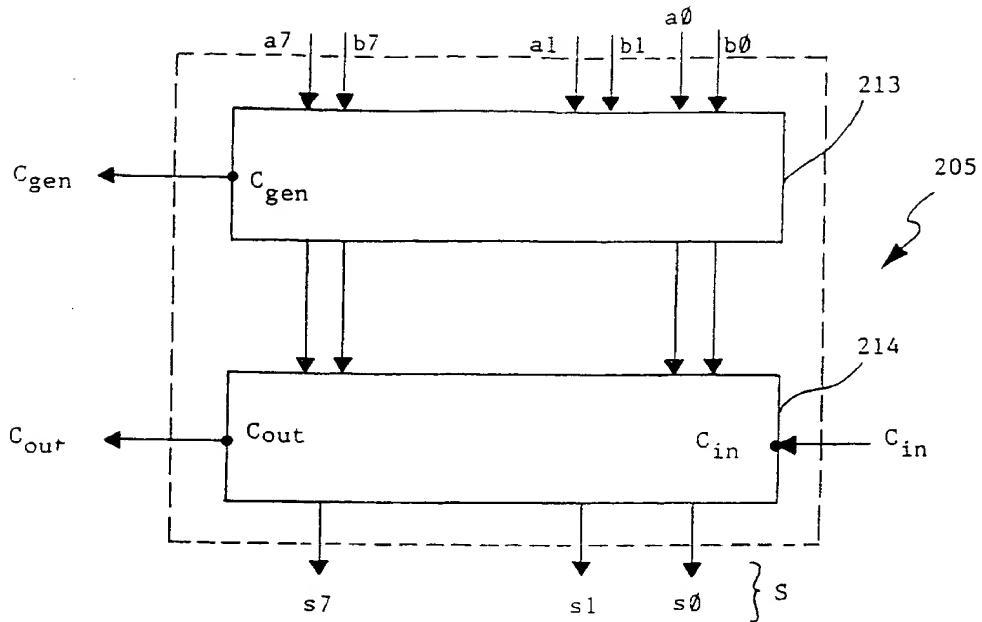 a7 b7 a1 b1 aø bø
213
Cgen Cgen
205
214
Cout Cout Cin Cin
s7 s1 sø } S